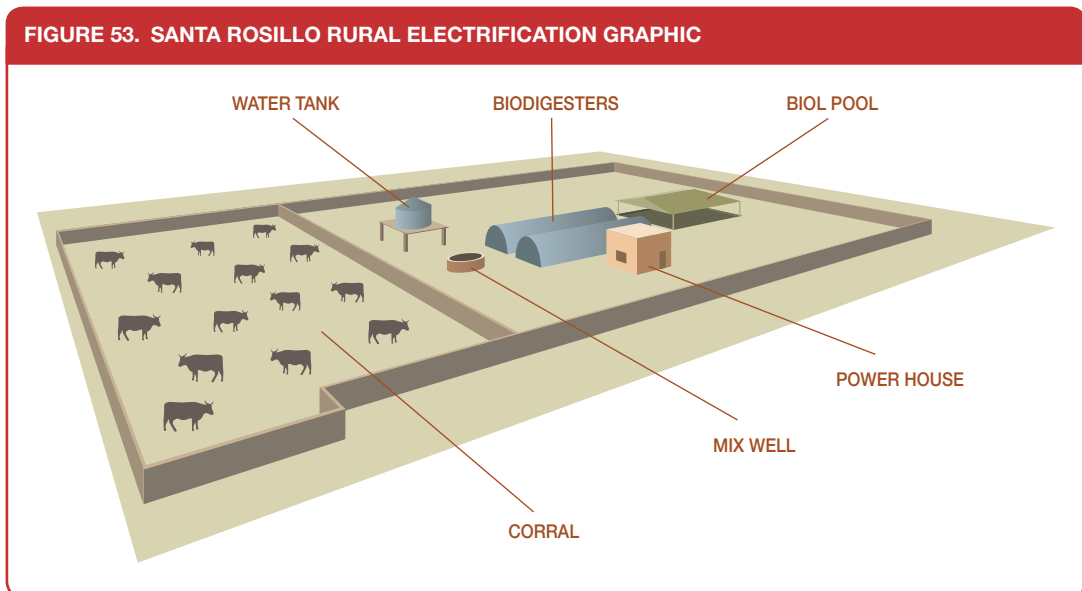 FIGURE 53. SANTA ROSILLO RURAL ELECTRIFICATION GRAPHIC
WATER TANK
BIODIGESTERS
BIOL POOL
POWER HOUSE
MIX WELL
CORRAL